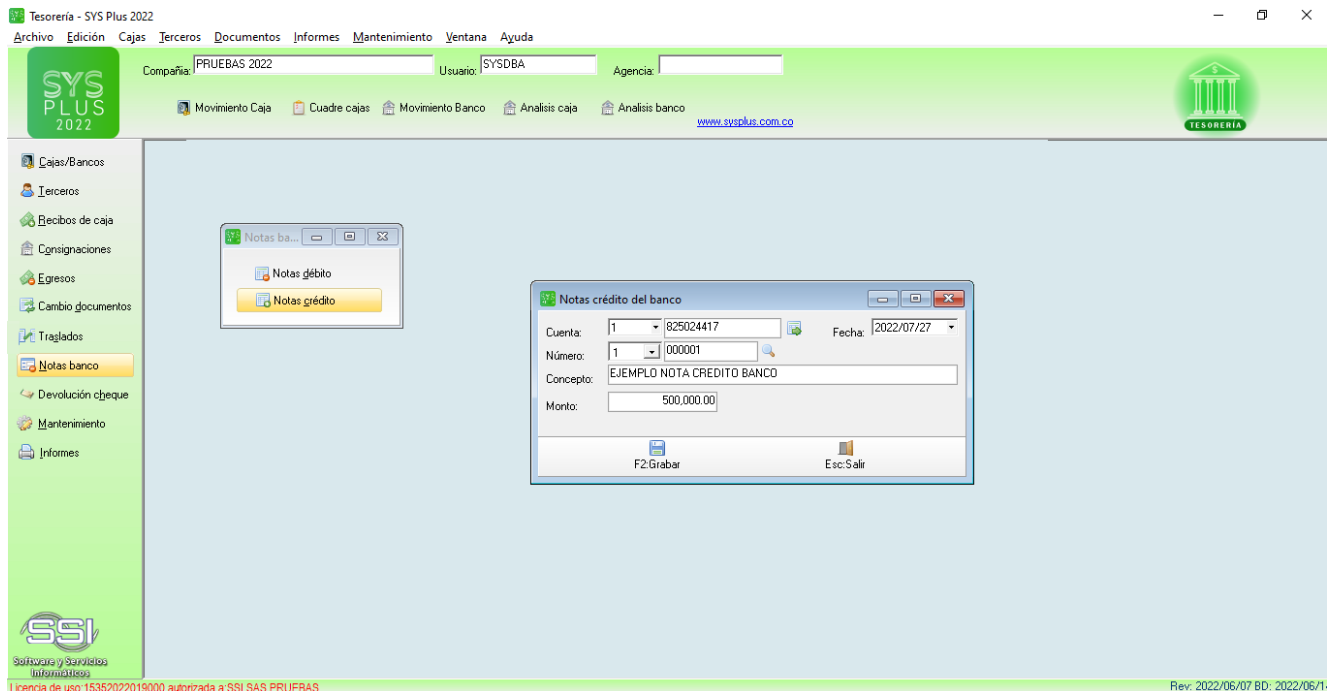 Tesorería - SYS Plus 2022
Archivo Edición Cajas Terceros Documentos Informes Mantenimiento Ventana Ayuda
SYS
PLUS
2022
Compañia: PRUEBAS 2022 Usuario: SYSDBA Agencia:
Movimiento Caja Cuadre cajas Movimiento Banco Analisis caja Analisis banco
www.sysplus.com.co
TESORERÍA
Cajas/Bancos
Terceros
Recibos de caja
Consignaciones
Egresos
Cambio documentos
Traslados
Notas banco
Devolución cheque
Mantenimiento
Informes
Notas ba...
Notas débito
Notas crédito
Notas crédito del banco
Cuenta: 1 825024417 Fecha: 2022/07/27
Número: 1 000001
Concepto: EJEMPLO NOTA CREDITO BANCO
Monto: 500,000.00
F2:Grabar Esc:Salir
SSI
Software y Servicios
Informáticos
Licencia de uso:15352022019000 autorizada a:SSI SAS PRUEBAS
Rev: 2022/06/07 BD: 2022/06/1